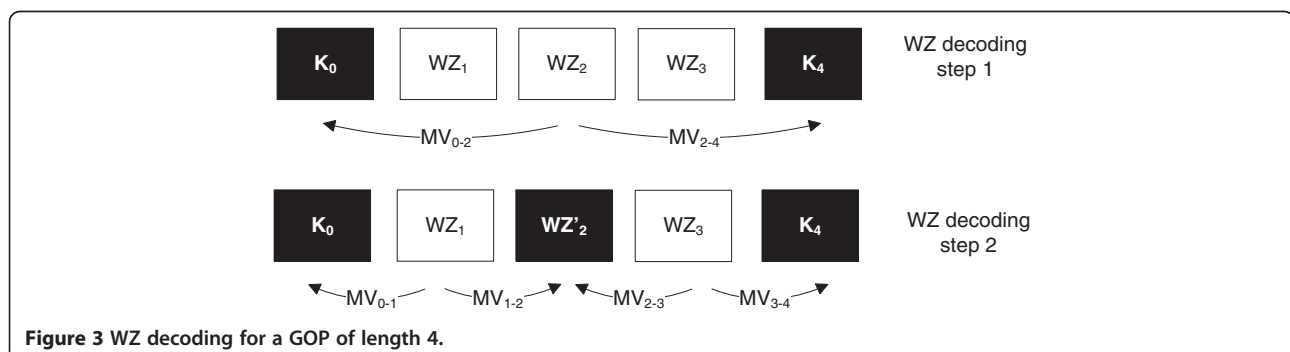 K₀ WZ₁ WZ₂ WZ₃ K₄ WZ decoding
step 1
MV₀₋₂ MV₂₋₄
K₀ WZ₁ WZ'₂ WZ₃ K₄ WZ decoding
step 2
MV₀₋₁ MV₁₋₂ MV₂₋₃ MV₃₋₄
Figure 3 WZ decoding for a GOP of length 4.